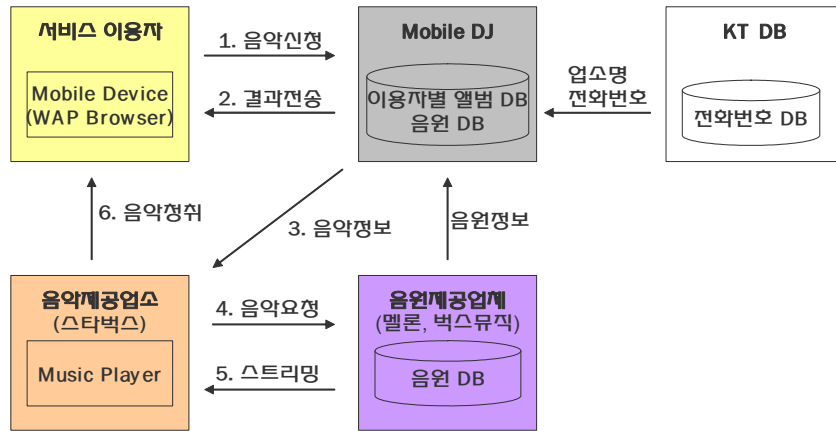 서비스 이용자
Mobile Device
(WAP Browser)
1. 음악신청
2. 결과전송
Mobile DJ
이용자별 앨범 DB
음원 DB
업소명
전화번호
KT DB
전화번호 DB
6. 음악청취
3. 음악정보
음원정보
음악제공업소
(스타벅스)
Music Player
4. 음악요청
5. 스트리밍
음원제공업체
(멜론, 벅스뮤직)
음원 DB